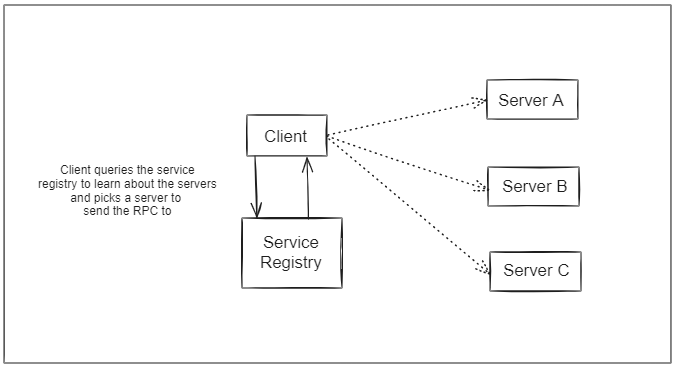 Server A
Client
Client queries the service
registry to learn about the servers
and picks a server to
send the RPC to
Server B
Service
Registry
Server C